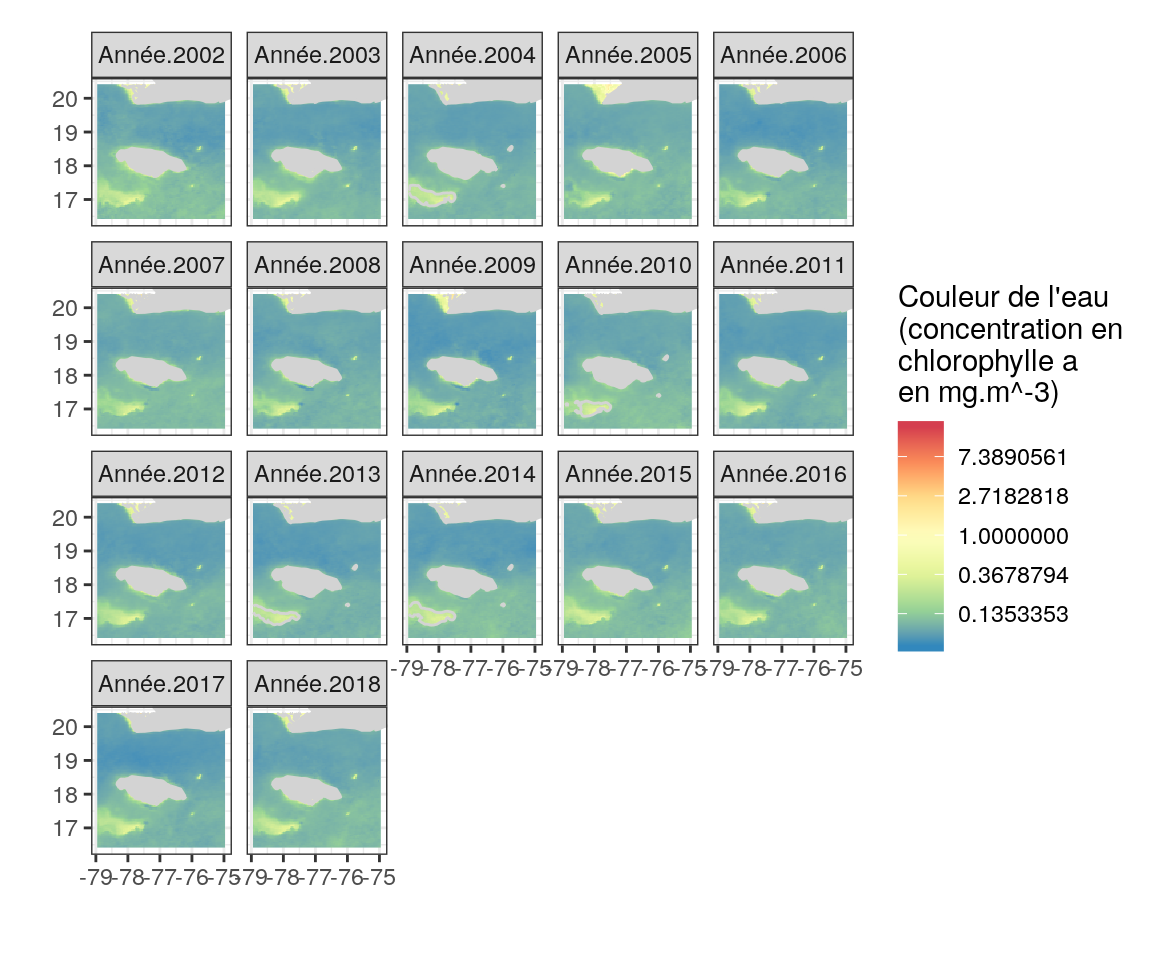 Année.2002 Année.2003 Année.2004 Année.2005 Année.2006
20
19
18
17
Année.2007 Année.2008 Année.2009 Année.2010 Année.2011
20
19
18
17
Couleur de l'eau
(concentration en
chlorophylle a
en mg.m^-3)
7.3890561
2.7182818
1.0000000
0.3678794
0.1353353
Année.2012 Année.2013 Année.2014 Année.2015 Année.2016
20
19
18
17
-79 -78 -77 -76 -75 -79 -78 -77 -76 -75 -79 -78 -77 -76 -75
Année.2017 Année.2018
20
19
18
17
-79 -78 -77 -76 -75 -79 -78 -77 -76 -75